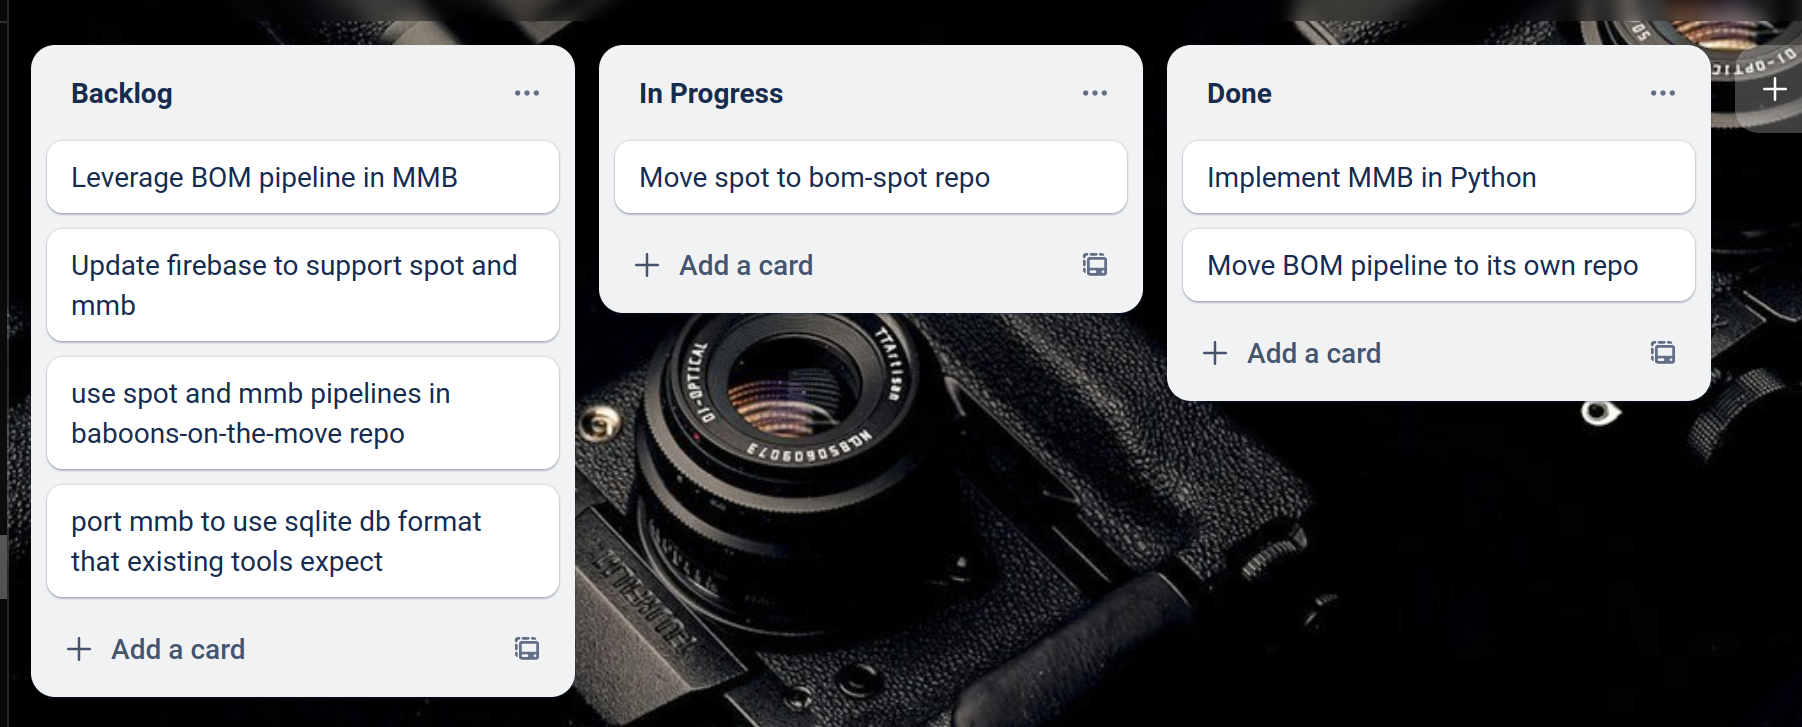 Backlog
Leverage BOM pipeline in MMB
Update firebase to support spot and
mmb
use spot and mmb pipelines in
baboons-on-the-move repo
port mmb to use sqlite db format
that existing tools expect
Add a card
In Progress
Move spot to bom-spot repo
Add a card
Done
Implement MMB in Python
Move BOM pipeline to its own repo
Add a card
TTArtisan
DJ-OPTICAL